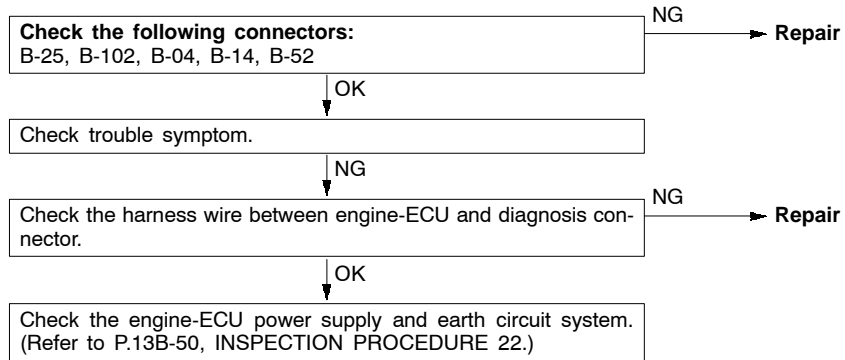 Check the following connectors:
B-25, B-102, B-04, B-14, B-52
NG
Repair
OK
Check trouble symptom.
NG
Check the harness wire between engine-ECU and diagnosis con-
nector.
NG
Repair
OK
Check the engine-ECU power supply and earth circuit system.
(Refer to P.13B-50, INSPECTION PROCEDURE 22.)